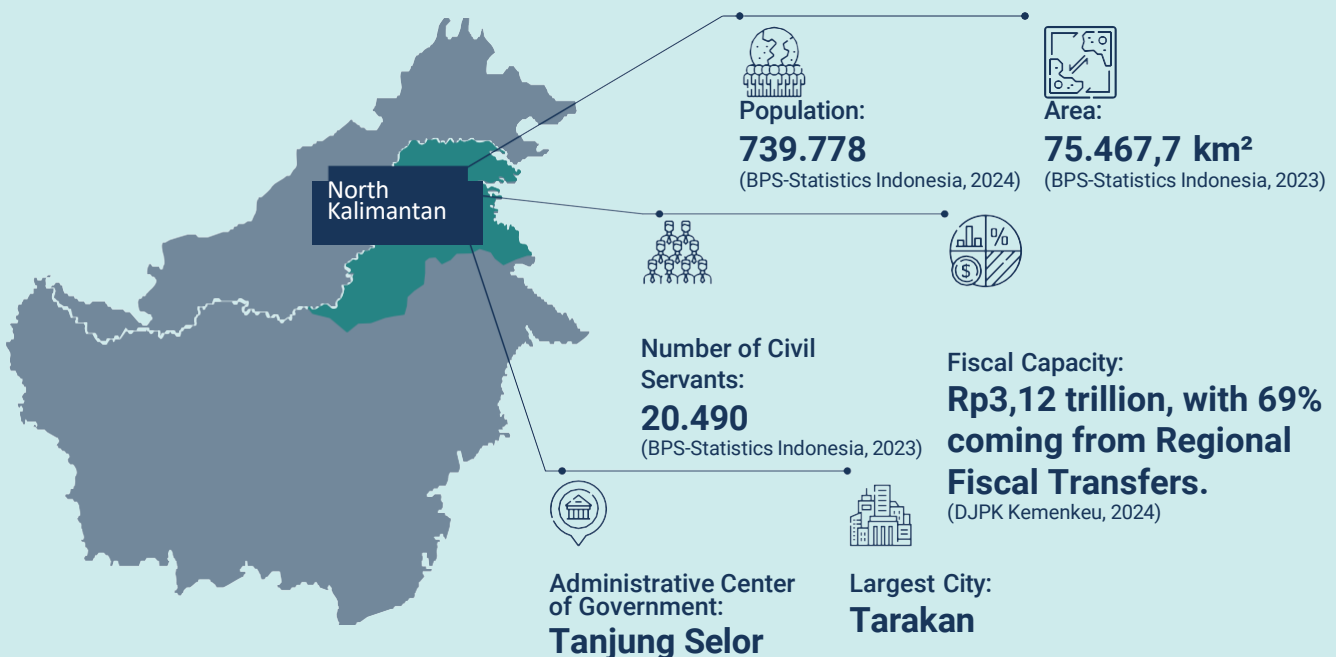 North
Kalimantan
Population:
739.778
(BPS-Statistics Indonesia, 2024)
Area:
75.467,7 km²
(BPS-Statistics Indonesia, 2023)
%
$
Number of Civil
Servants:
20.490
(BPS-Statistics Indonesia, 2023)
Fiscal Capacity:
Rp3,12 trillion, with 69%
coming from Regional
Fiscal Transfers.
(DJPK Kemenkeu, 2024)
Administrative Center
of Government:
Tanjung Selor
Largest City:
Tarakan